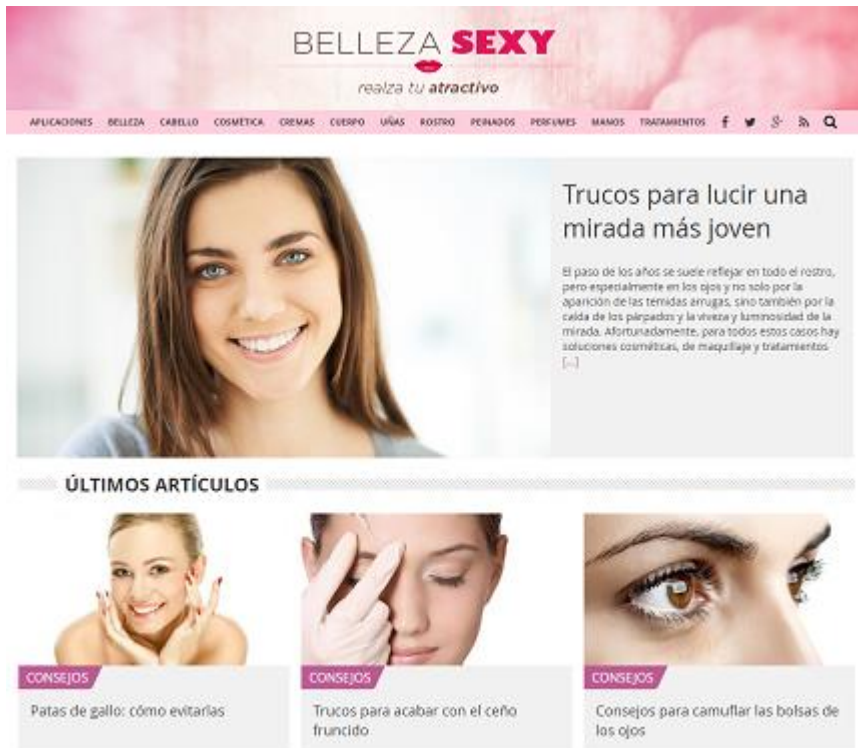 BELLEZA SEXY
realza tu atractivo
APLICACIONES BELLEZA CABELLO COSMÉTICA CREMAS CUERPO UÑAS ROSTRO PEINADOS PERFUMES MANOS TRATAMIENTOS
Trucos para lucir una
mirada más joven
El paso de los años se suele reflejar en todo el rostro,
pero especialmente en los ojos y no solo por la
aparición de las temidas arrugas, sino también por la
caída de los párpados y la viveza y luminosidad de la
mirada. Afortunadamente, para todos estos casos hay
soluciones cosméticas, de maquillaje y tratamientos
[...]
ÚLTIMOS ARTÍCULOS
CONSEJOS
Patas de gallo: cómo evitarlas
CONSEJOS
Trucos para acabar con el ceño
fruncido
CONSEJOS
Consejos para camuflar las bolsas de
los ojos